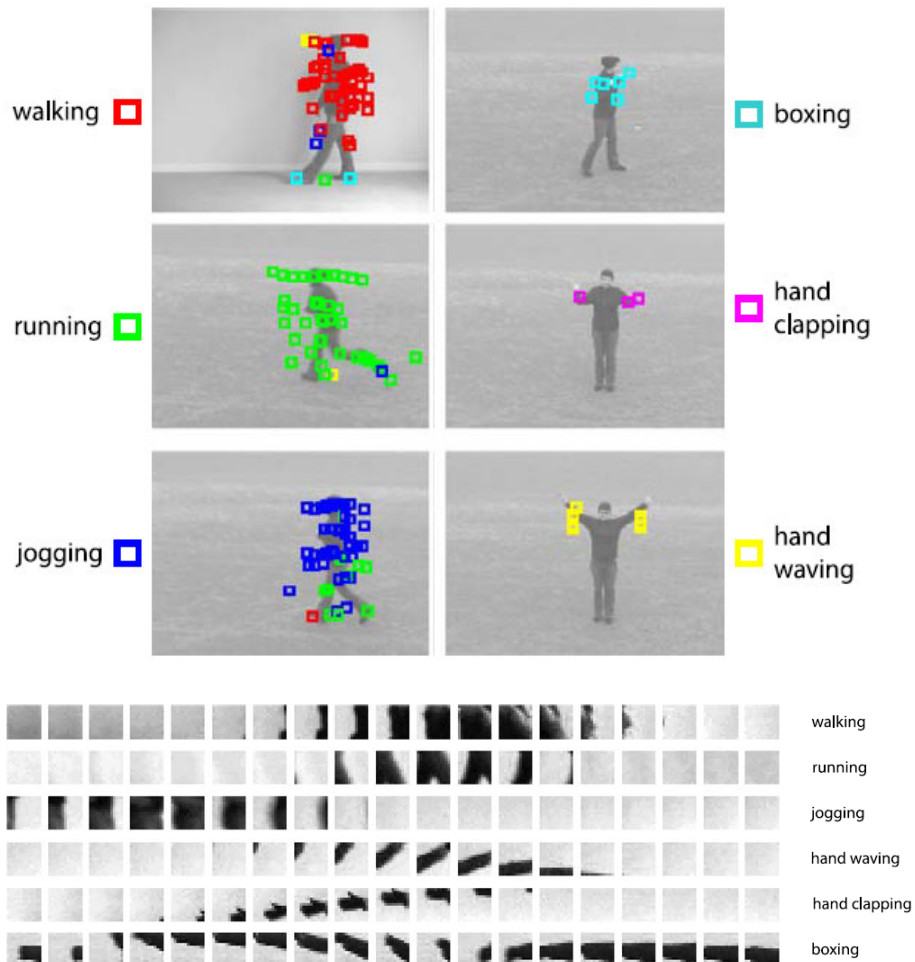 walking
boxing
running
hand
clapping
jogging
hand
waving
walking
running
jogging
hand waving
hand clapping
boxing